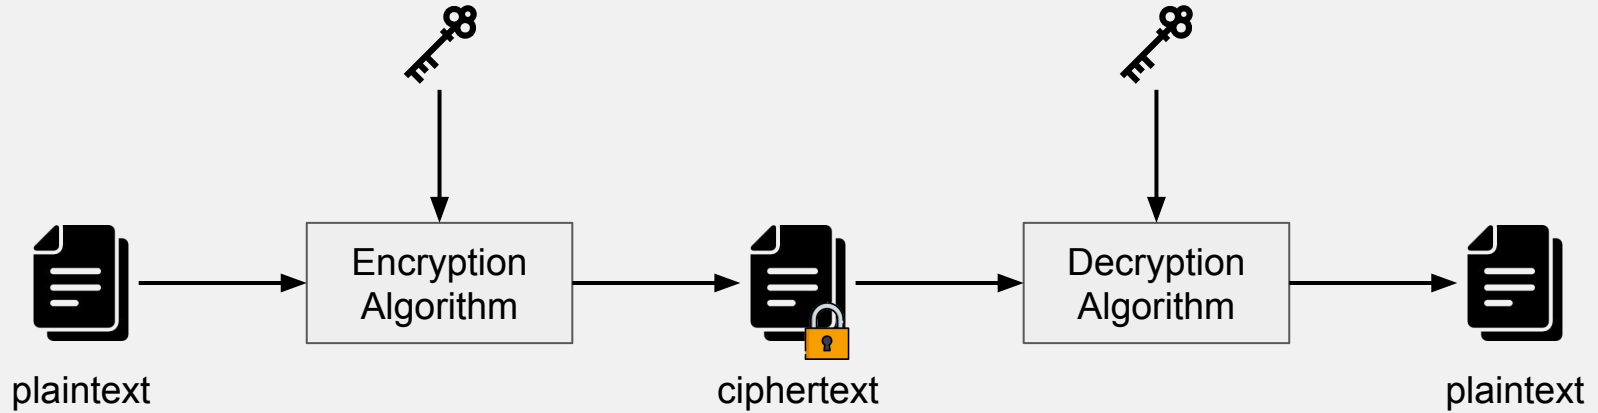 Encryption
Algorithm
Decryption
Algorithm
plaintext
ciphertext
plaintext